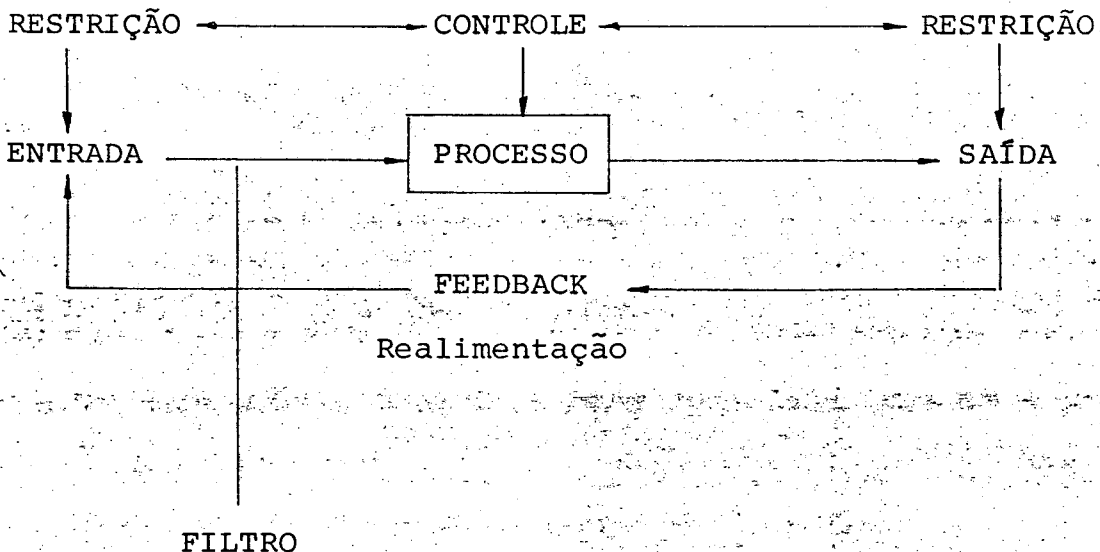 RESTRIÇÃO CONTROLE RESTRIÇÃO
ENTRADA PROCESSO SAÍDA
FEEDBACK
Realimentação
FILTRO